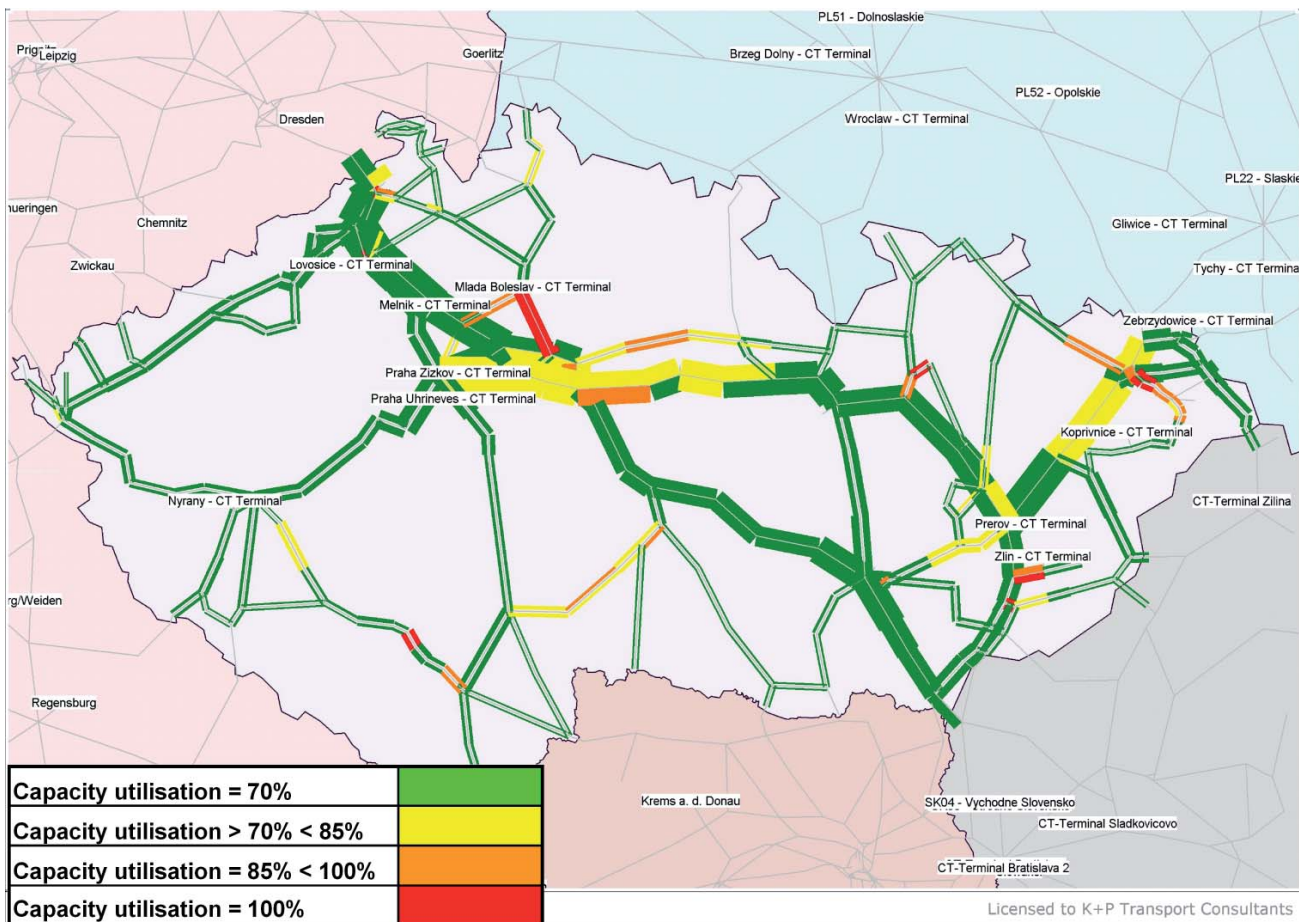 PL51 - Dolnoslaskie
Leipzig
Goerlitz
Brzeg Dolny - CT Terminal
PL52 - Opolskie
Dresden
Wroclaw - CT Terminal
PL22 - Slaskie
hueringen
Chemnitz
Gliwice - CT Terminal
Zwickau
Lovosice - CT Terminal
Tychy - CT Termina
Mlada Boleslav - CT Terminal
Melnik - CT Terminal
Zebrzydowice - CT Terminal
Praha Zizkov - CT Terminal
Praha Uhrineves - CT Terminal
Koprivnice - CT Terminal
Nyrany - CT Terminal
CT-Terminal Zilina
Prerov - CT Terminal
Zlin - CT Terminal
rg/Weiden
Regensburg
Capacity utilisation = 70%
Capacity utilisation > 70% < 85%
Capacity utilisation = 85% < 100%
Capacity utilisation = 100%
Krems a. d. Donau
SK04 - Vychodne Slovensko
CT-Terminal Sladkovicovo
CT-Terminal Bratislava 2
Licensed to K+P Transport Consultants